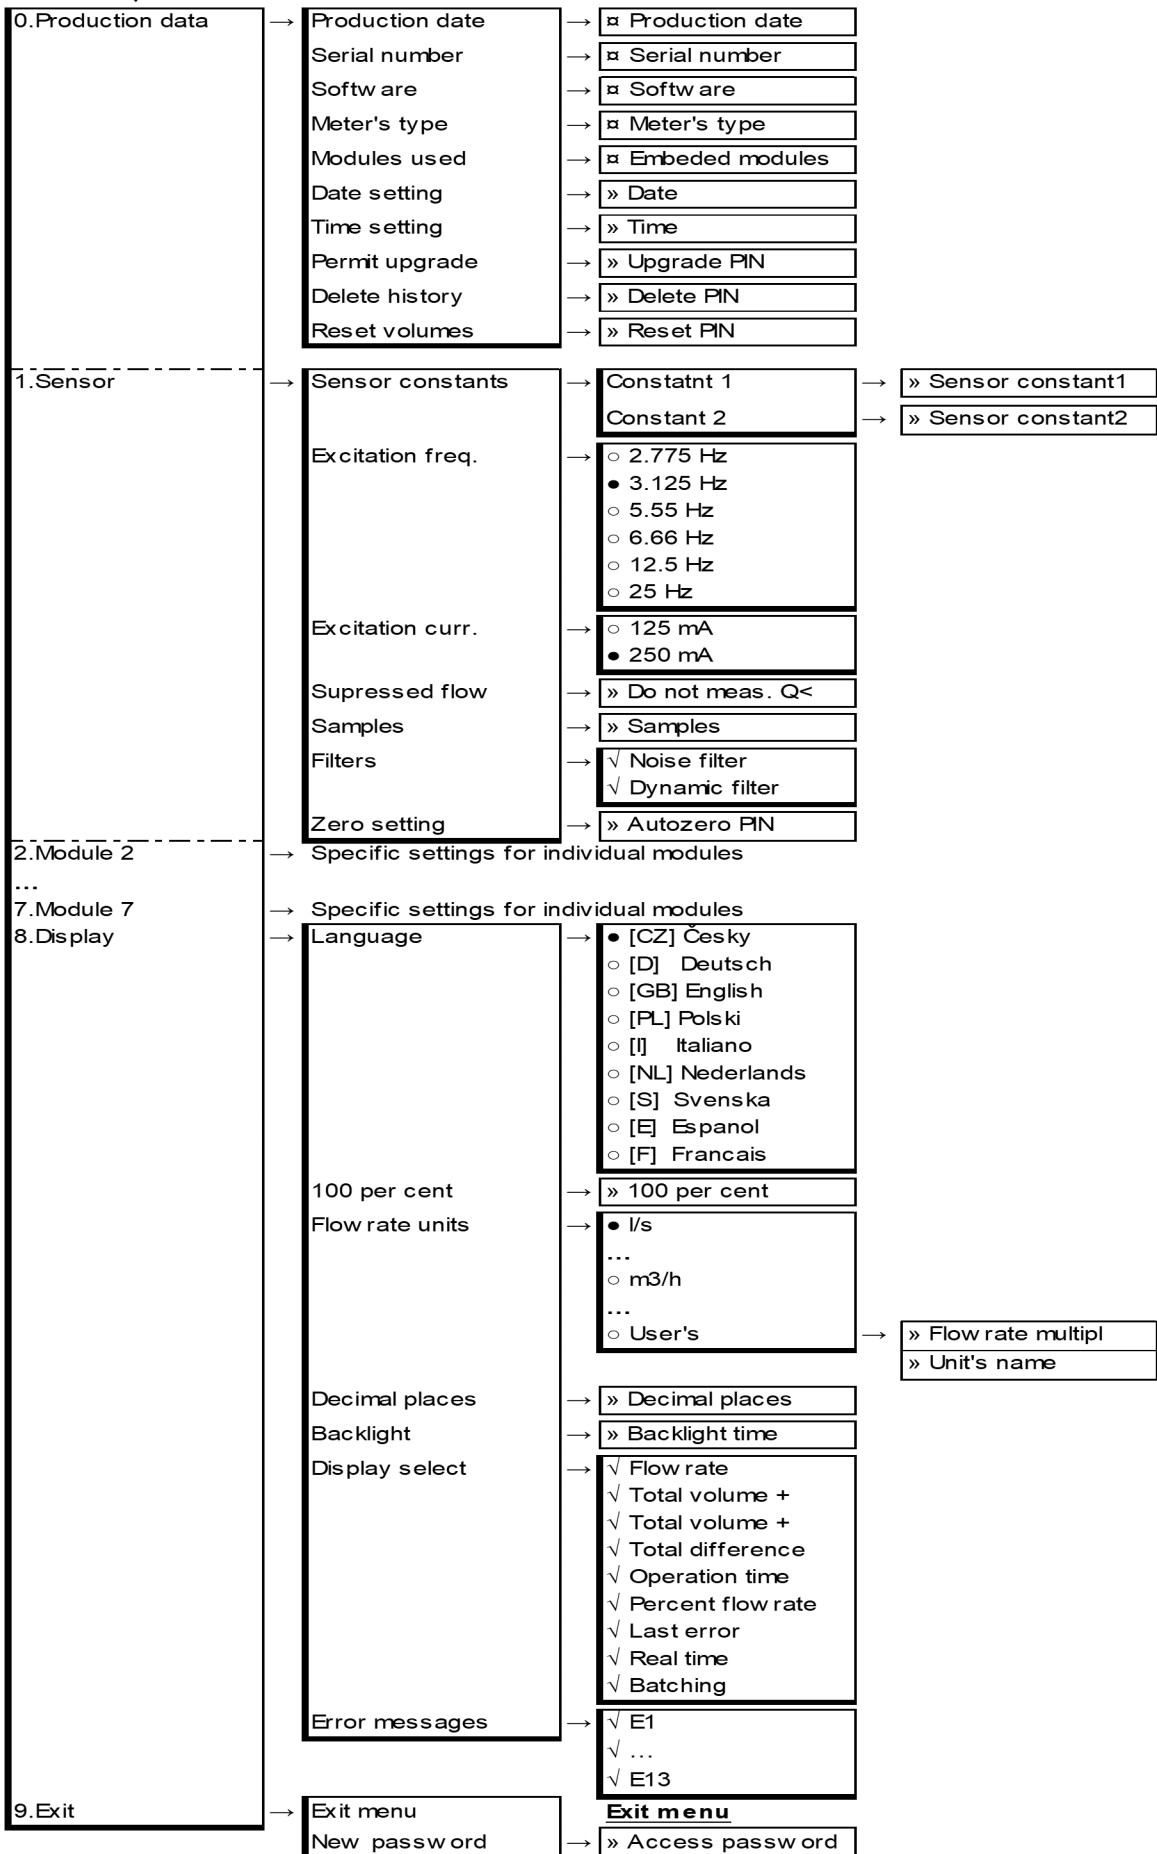 0.Production data → Production date → ¤ Production date
Serial number → ¤ Serial number
Software → ¤ Software
Meter's type → ¤ Meter's type
Modules used → ¤ Embeded modules
Date setting → » Date
Time setting → » Time
Permit upgrade → » Upgrade PIN
Delete history → » Delete PIN
Reset volumes → » Reset PIN
1.Sensor → Sensor constants → Constatnt 1 → » Sensor constant1
Constant 2 → » Sensor constant2
Excitation freq. → ○ 2.775 Hz
● 3.125 Hz
○ 5.55 Hz
○ 6.66 Hz
○ 12.5 Hz
○ 25 Hz
Excitation curr. → ○ 125 mA
● 250 mA
Supressed flow → » Do not meas. Q<
Samples → » Samples
Filters → √ Noise filter
√ Dynamic filter
Zero setting → » Autozero PIN
2.Module 2 → Specific settings for individual modules
...
7.Module 7 → Specific settings for individual modules
8.Display → Language → ● [CZ] Česky
○ [D] Deutsch
○ [GB] English
○ [PL] Polski
○ [I] Italiano
○ [NL] Nederlands
○ [S] Svenska
○ [E] Espanol
○ [F] Francais
100 per cent → » 100 per cent
Flow rate units → ● l/s
...
○ m3/h
...
○ User's → » Flow rate multipl
» Unit's name
Decimal places → » Decimal places
Backlight → » Backlight time
Display select → √ Flow rate
√ Total volume +
√ Total volume +
√ Total difference
√ Operation time
√ Percent flow rate
√ Last error
√ Real time
√ Batching
Error messages → √ E1
√ ...
√ E13
9.Exit → Exit menu Exit menu
New password → » Access password